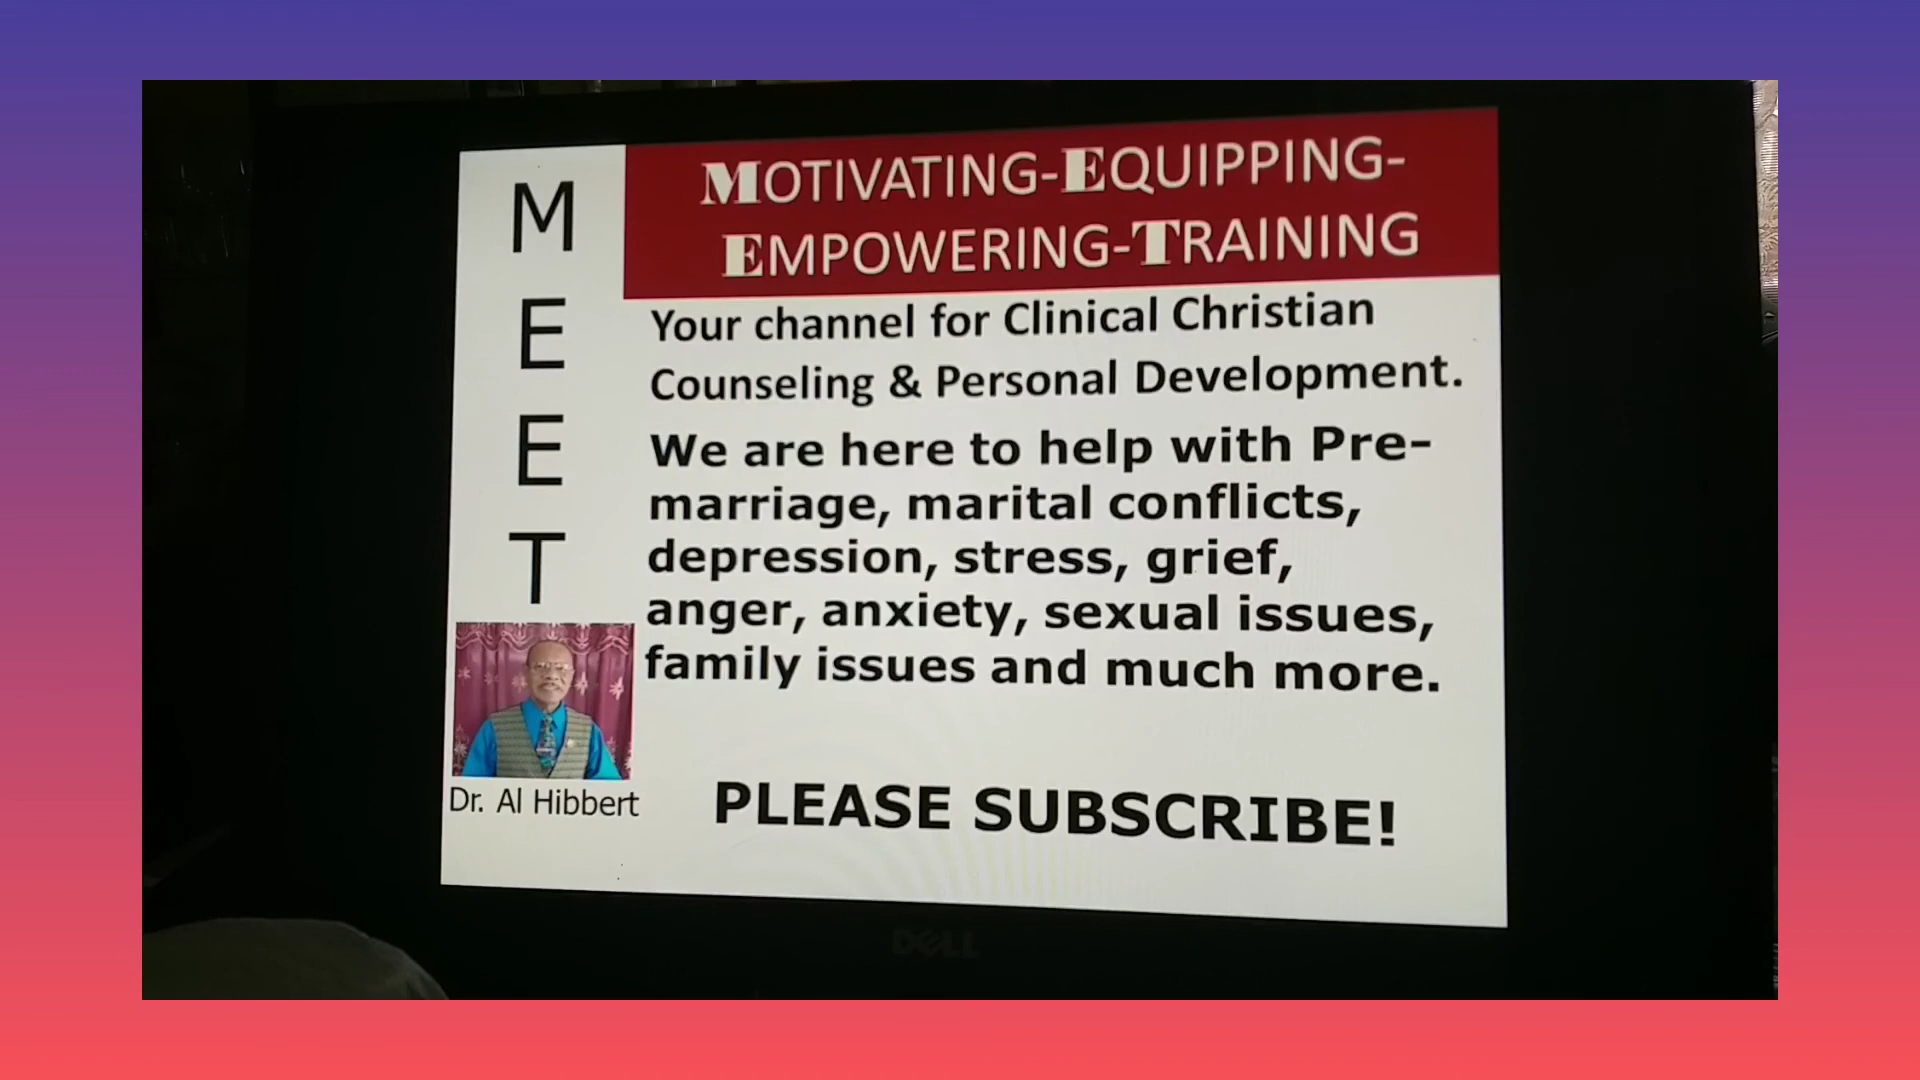 M
E
E
T
MOTIVATING-EQUIPPING-
EMPOWERING-TRAINING
Your channel for Clinical Christian
Counseling & Personal Development.
We are here to help with Pre-
marriage, marital conflicts,
depression, stress, grief,
anger, anxiety, sexual issues,
family issues and much more.
Dr. Al Hibbert
PLEASE SUBSCRIBE!
DELL